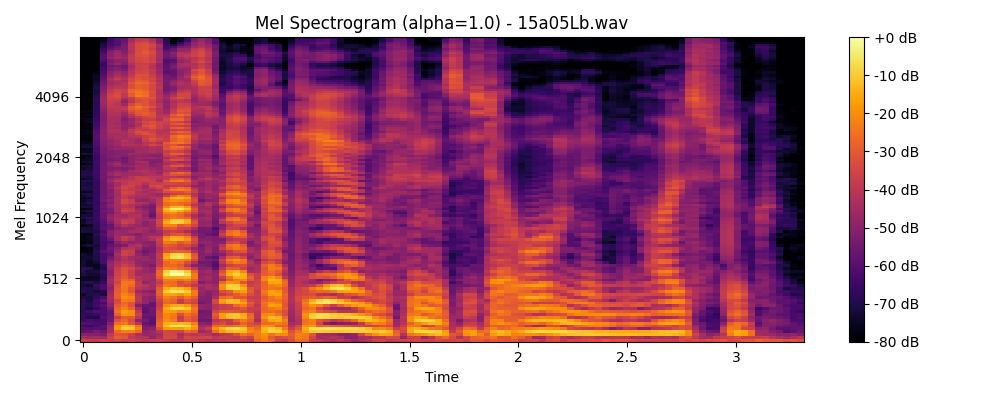 Mel Spectrogram (alpha=1.0) - 15a05Lb.wav
Mel Frequency
4096
2048
1024
512
0
0
0.5
1
1.5
2
2.5
3
Time
+0 dB
-10 dB
-20 dB
-30 dB
-40 dB
-50 dB
-60 dB
-70 dB
-80 dB